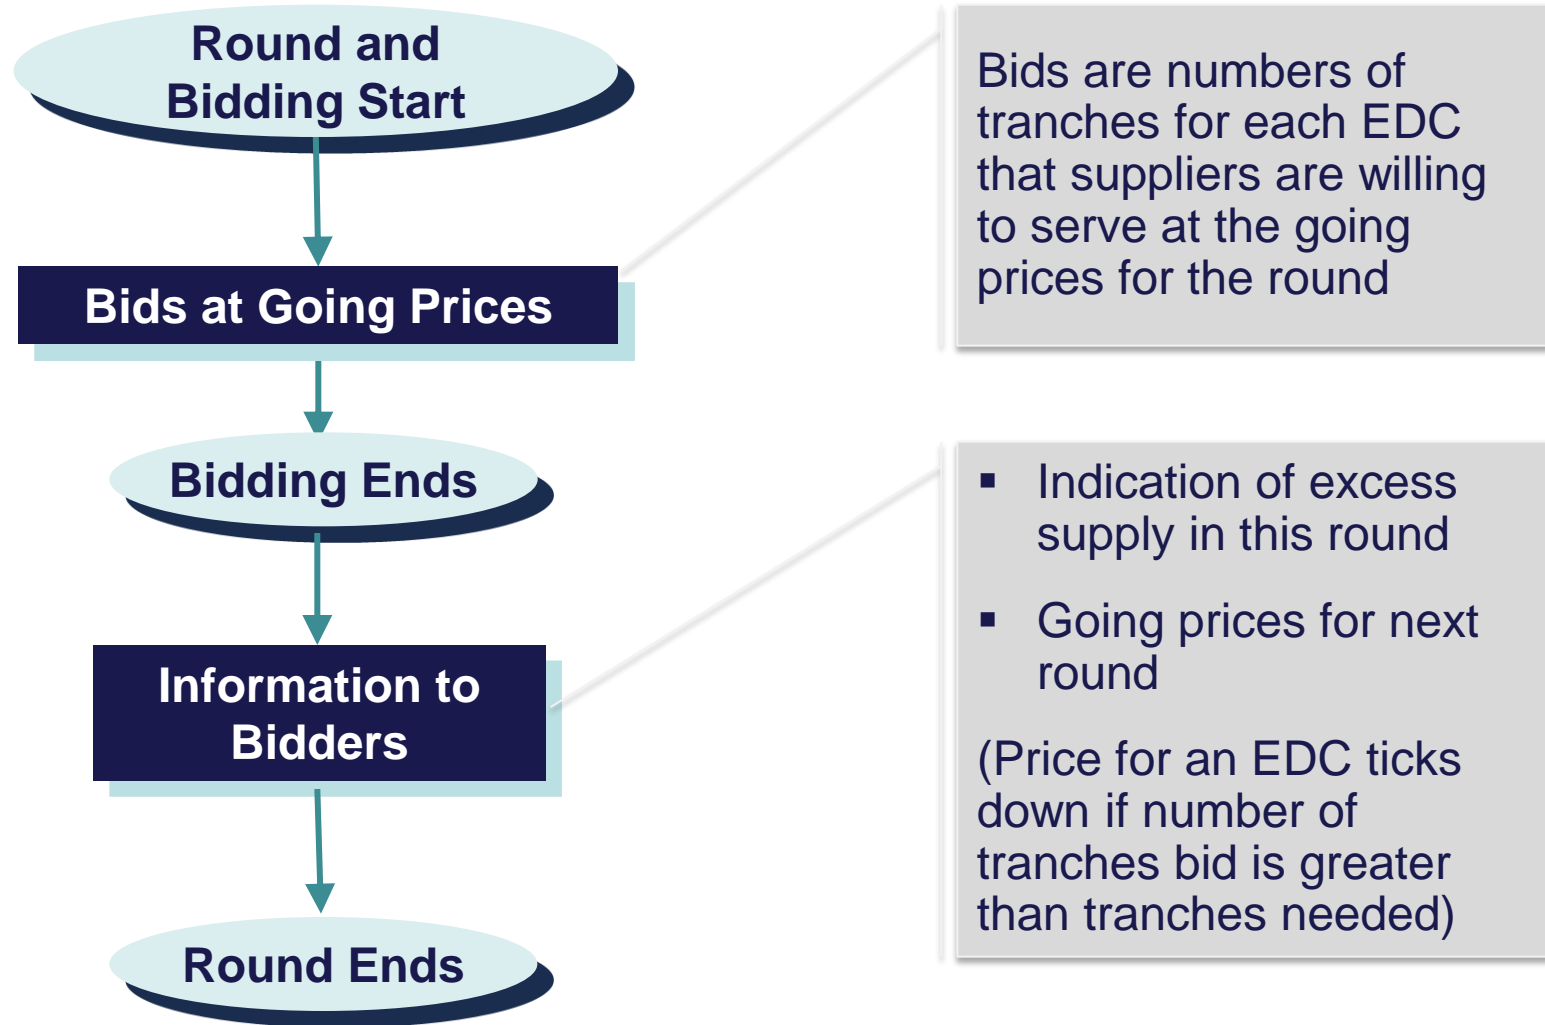 Round and
Bidding Start
Bids at Going Prices
Bidding Ends
Information to
Bidders
Round Ends
Bids are numbers of
tranches for each EDC
that suppliers are willing
to serve at the going
prices for the round
▪ Indication of excess
supply in this round
▪ Going prices for next
round
(Price for an EDC ticks
down if number of
tranches bid is greater
than tranches needed)